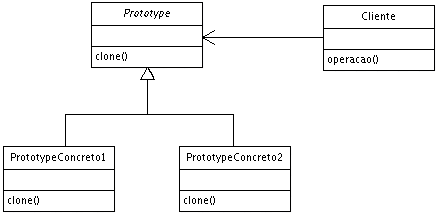 Prototype
clone()
Cliente
operacao()
PrototypeConcreto1
clone()
PrototypeConcreto2
clone()